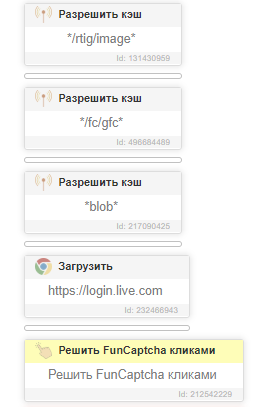 Разрешить кэш
*/rtig/image*
Id: 131430959
Разрешить кэш
*/fc/gfc*
Id: 496664489
Разрешить кэш
*blob*
Id: 217090425
Загрузить
https://login.live.com
Id: 232466943
Решить FunCaptcha кликами
Решить FunCaptcha кликами
Id: 212542229